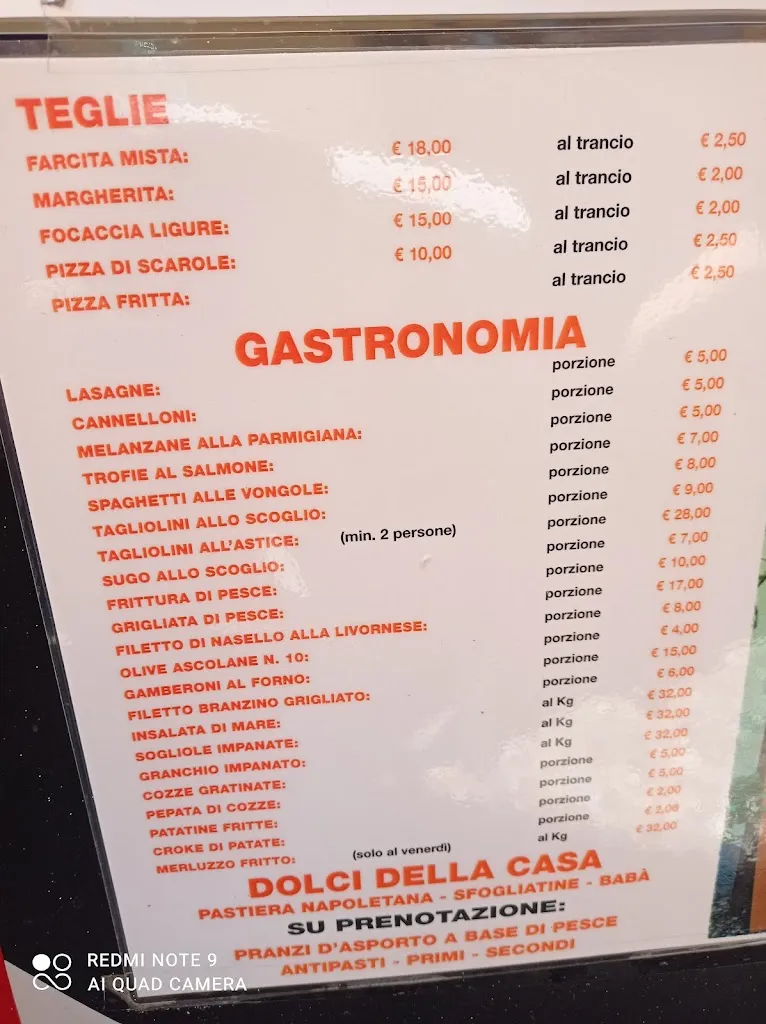 TEGLIE
FARCITA MISTA: € 18,00 al trancio € 2,50
MARGHERITA: € 15,00 al trancio € 2,00
FOCACCIA LIGURE: € 15,00 al trancio € 2,00
PIZZA DI SCAROLE: € 10,00 al trancio € 2,50
PIZZA FRITTA: al trancio € 2,50
GASTRONOMIA
LASAGNE: porzione € 5,00
CANNELLONI: porzione € 5,00
MELANZANE ALLA PARMIGIANA: porzione € 5,00
TROFIE AL SALMONE: porzione € 7,00
SPAGHETTI ALLE VONGOLE: porzione € 8,00
TAGLIOLINI ALLO SCOGLIO: porzione € 9,00
TAGLIOLINI ALL'ASTICE: (min. 2 persone) porzione € 28,00
SUGO ALLO SCOGLIO: porzione € 7,00
FRITTURA DI PESCE: porzione € 10,00
GRIGLIATA DI PESCE: porzione € 17,00
FILETTO DI NASELLO ALLA LIVORNESE: porzione € 8,00
OLIVE ASCOLANE N. 10: porzione € 4,00
GAMBERONI AL FORNO: porzione € 15,00
FILETTO BRANZINO GRIGLIATO: porzione € 6,00
INSALATA DI MARE: al Kg € 32,00
SOGLIOLE IMPANATE: al Kg € 32,00
GRANCHIO IMPANATO: al Kg € 32,00
COZZE GRATINATE: porzione € 5,00
PEPATA DI COZZE: porzione € 5,00
PATATINE FRITTE: porzione € 2,00
CROKE DI PATATE: porzione € 2,00
MERLUZZO FRITTO: (solo al venerdì) al Kg € 32,00
DOLCI DELLA CASA
PASTIERA NAPOLETANA - SFOGLIATINE - BABÀ
SU PRENOTAZIONE:
PRANZI D'ASPORTO A BASE DI PESCE
ANTIPASTI - PRIMI - SECONDI
REDMI NOTE 9
AI QUAD CAMERA